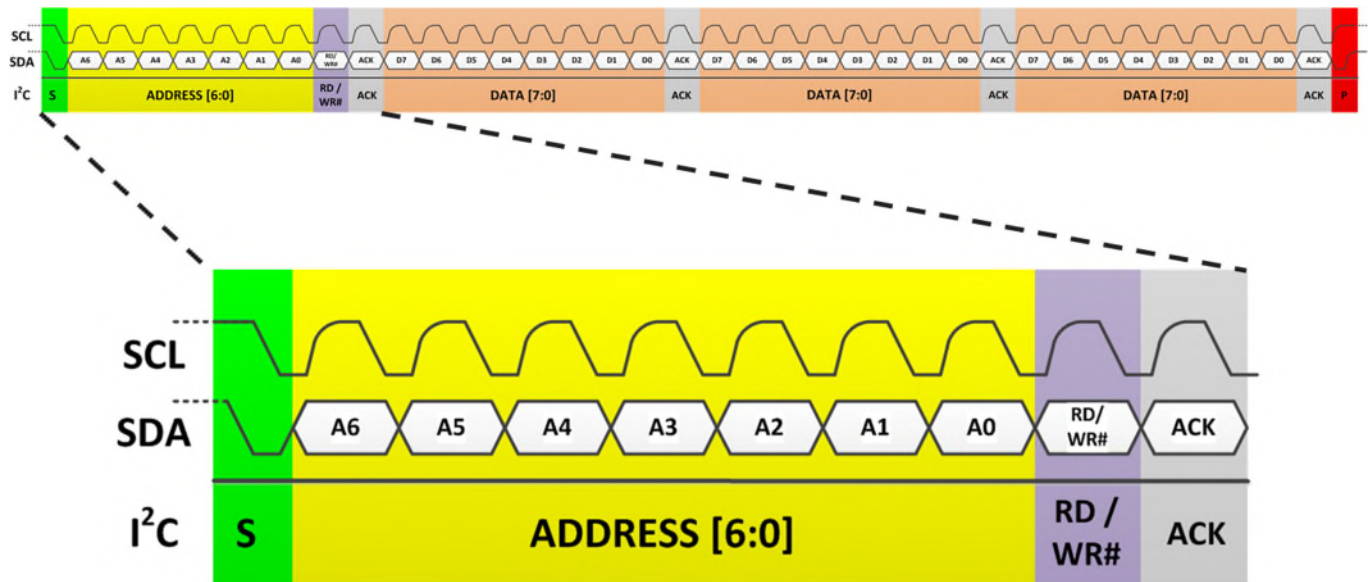 SCL
SDA A6 A5 A4 A3 A2 A1 A0 RD/WR# ACK D7 D6 D5 D4 D3 D2 D1 D0 ACK D7 D6 D5 D4 D3 D2 D1 D0 ACK D7 D6 D5 D4 D3 D2 D1 D0 ACK
I²C S ADDRESS [6:0] RD / WR# ACK DATA [7:0] ACK DATA [7:0] ACK DATA [7:0] ACK P
SCL
SDA A6 A5 A4 A3 A2 A1 A0 RD/ WR# ACK
I²C S ADDRESS [6:0] RD / WR# ACK